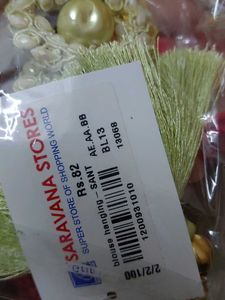 SARAVANA STORES
SUPER STORE OF SHOPPING WORLD
Rs.82
AE.AA.BB
BL13
13068
blouse hanging -
SANT
1200931010
2/2/100